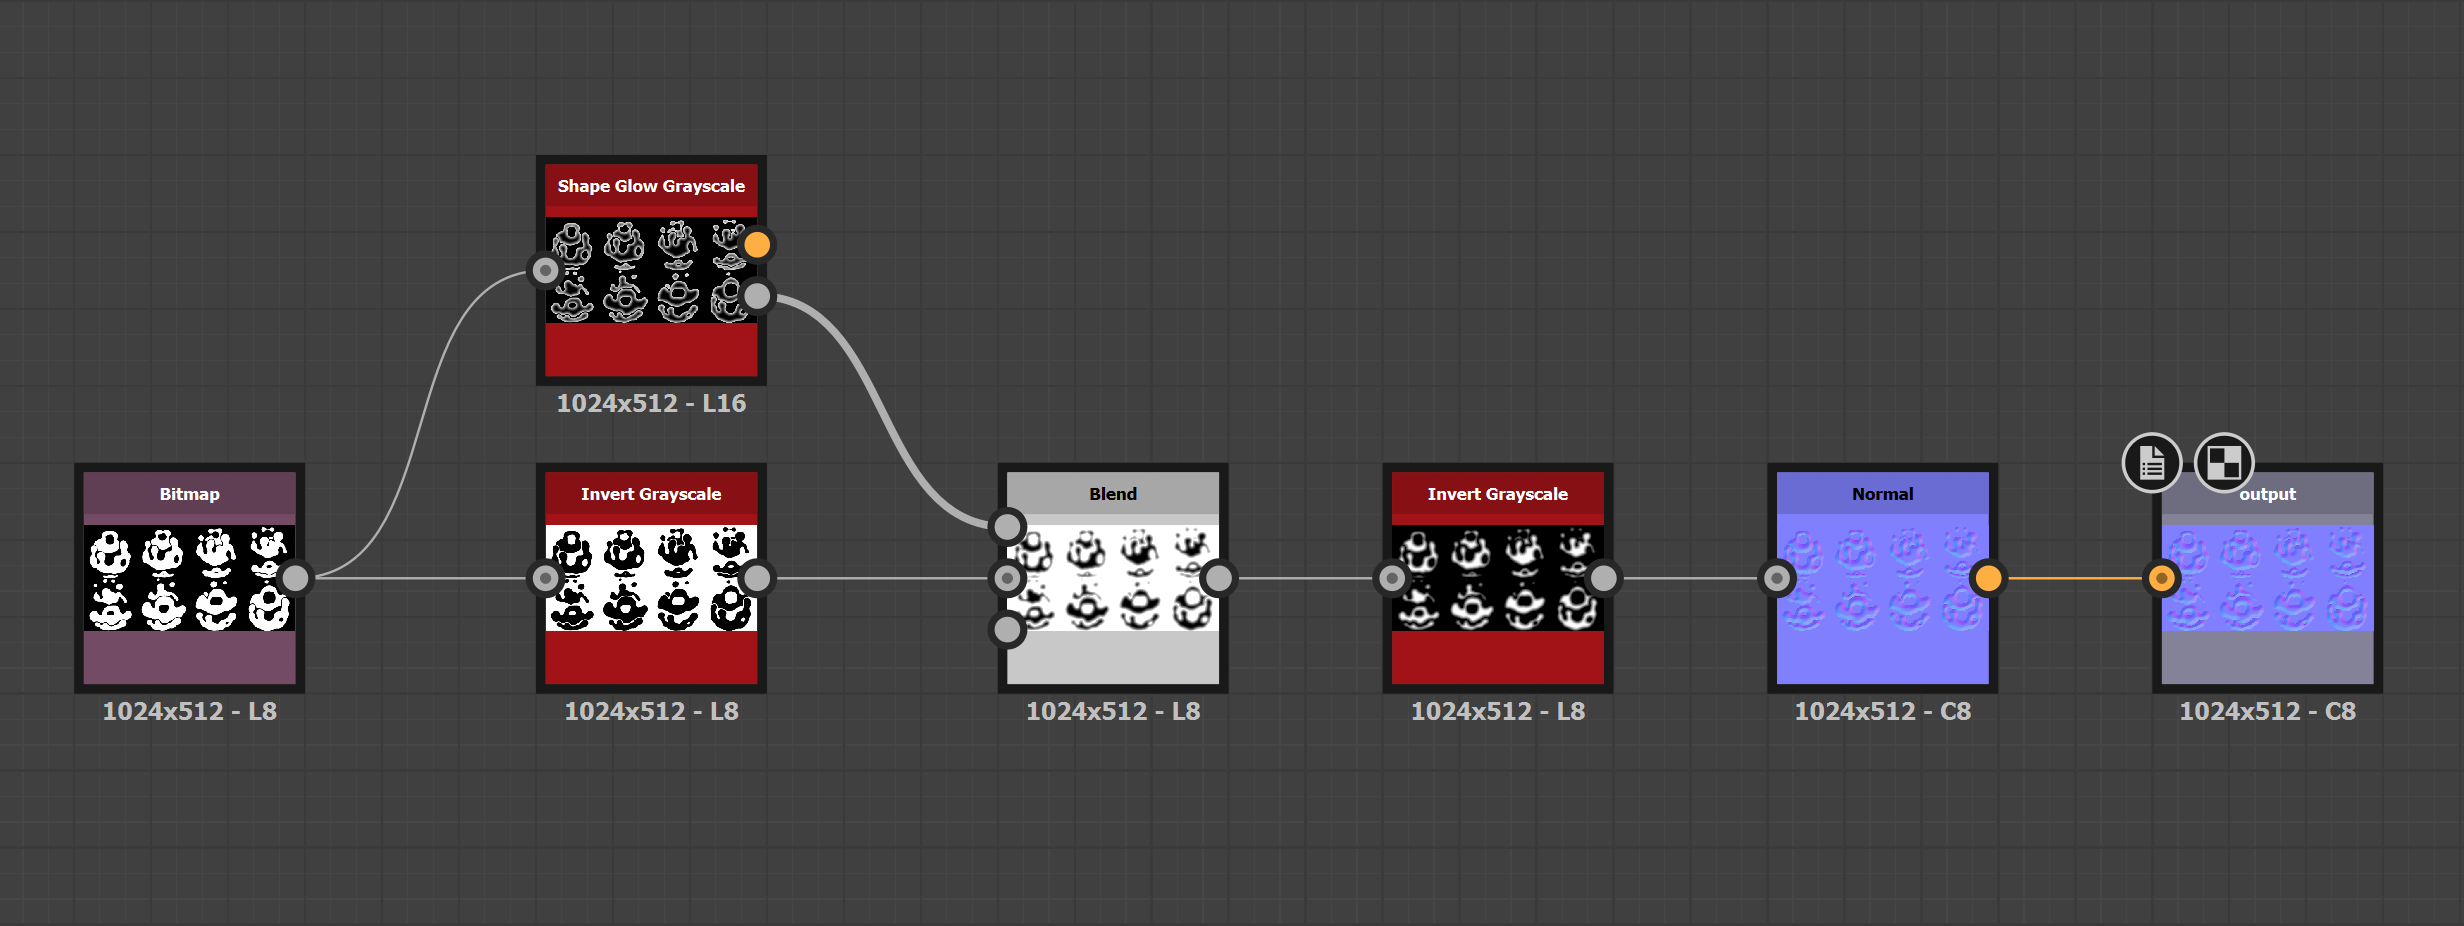 Shape Glow Grayscale
1024x512 - L16
Bitmap
1024x512 - L8
Invert Grayscale
1024x512 - L8
Blend
1024x512 - L8
Invert Grayscale
1024x512 - L8
Normal
1024x512 - C8
output
1024x512 - C8